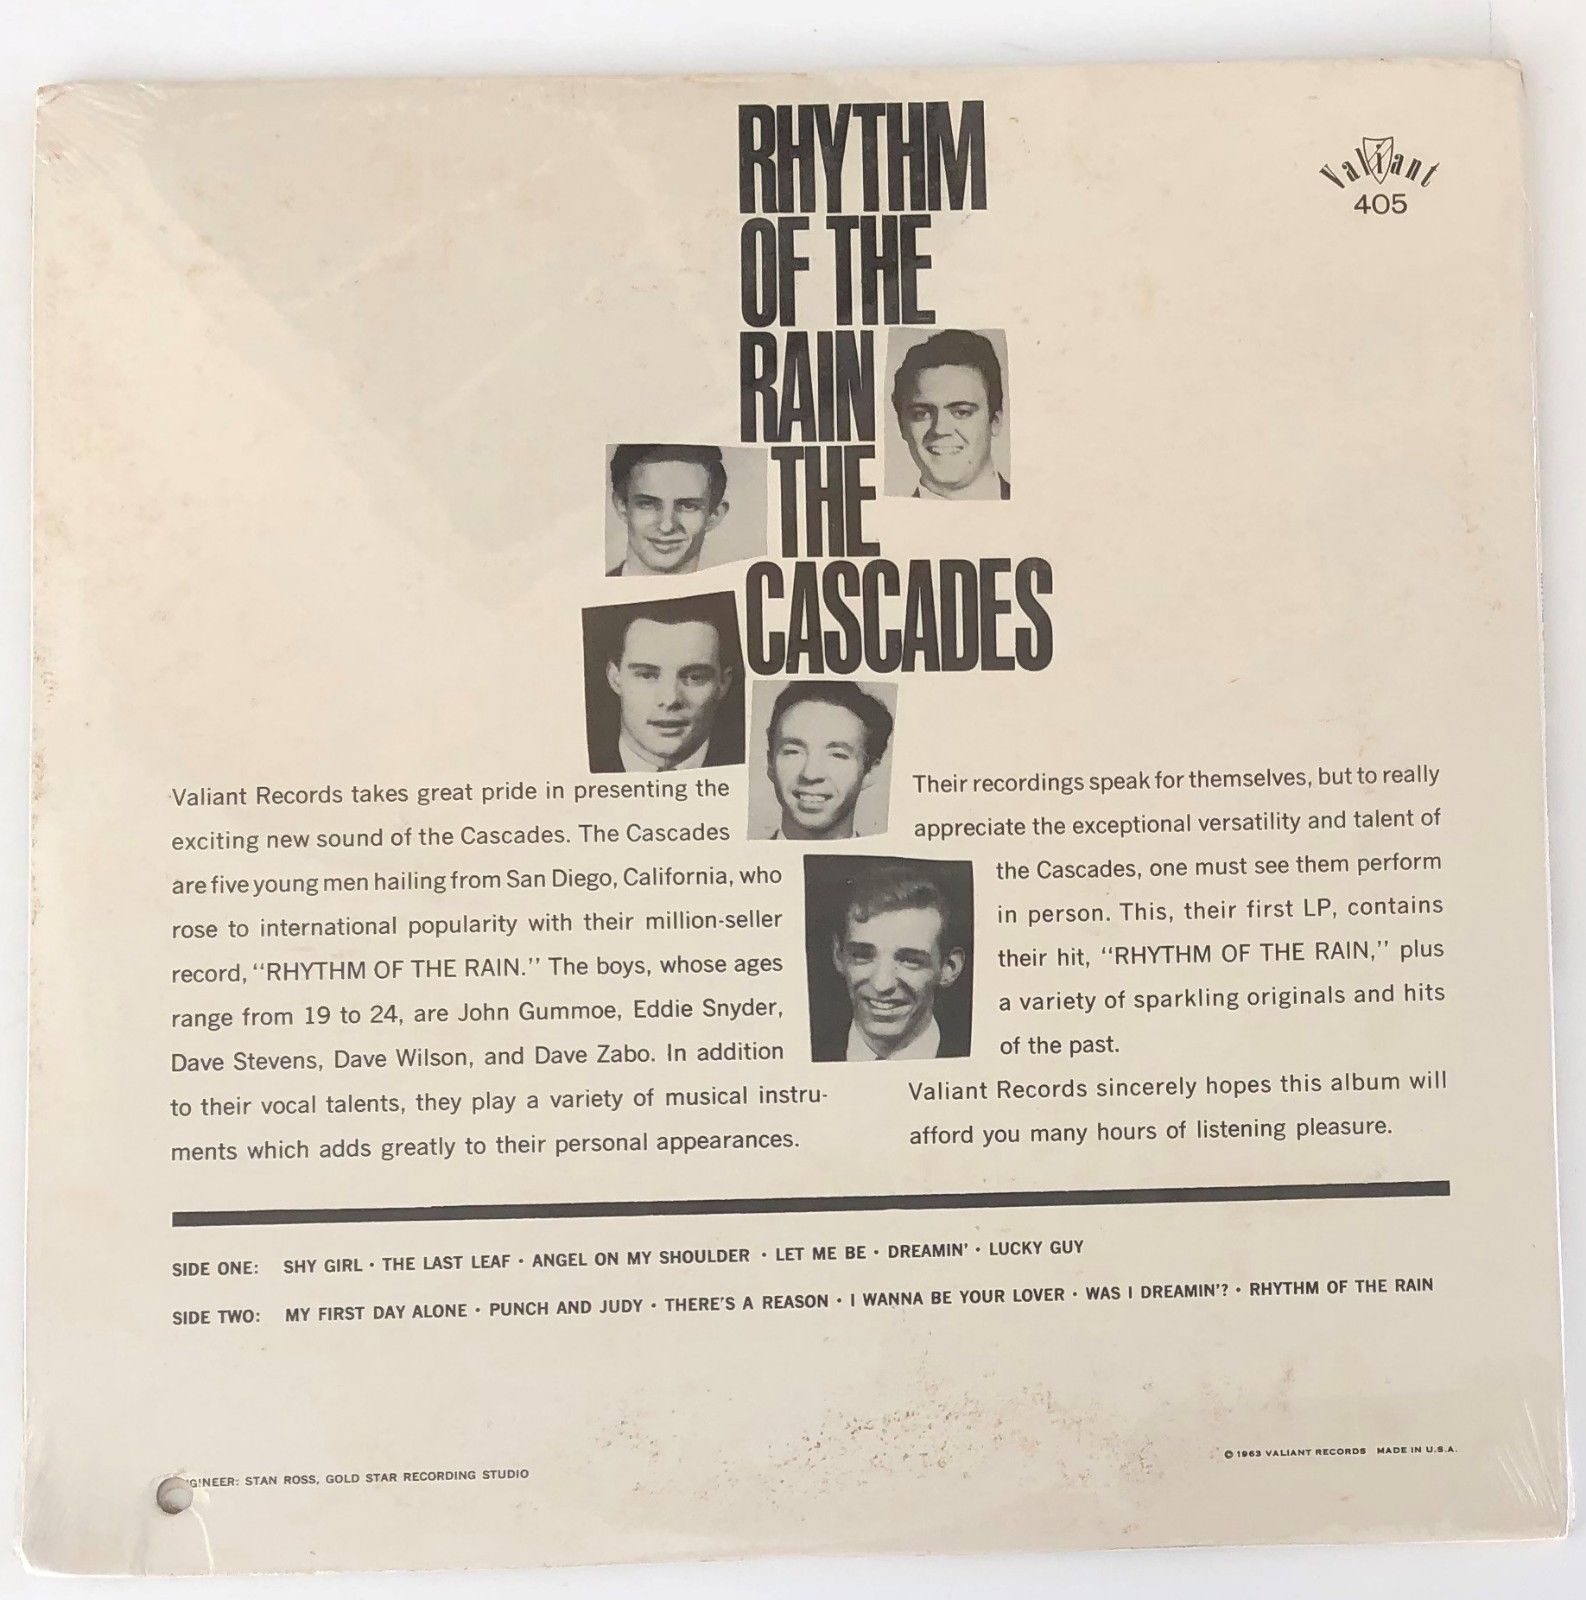 RHYTHM
OF THE
RAIN
THE
CASCADES
Valiant
405
Valiant Records takes great pride in presenting the
exciting new sound of the Cascades. The Cascades
are five young men hailing from San Diego, California, who
rose to international popularity with their million-seller
record, "RHYTHM OF THE RAIN." The boys, whose ages
range from 19 to 24, are John Gummoe, Eddie Snyder,
Dave Stevens, Dave Wilson, and Dave Zabo. In addition
to their vocal talents, they play a variety of musical instru-
ments which adds greatly to their personal appearances.
Their recordings speak for themselves, but to really
appreciate the exceptional versatility and talent of
the Cascades, one must see them perform
in person. This, their first LP, contains
their hit, "RHYTHM OF THE RAIN," plus
a variety of sparkling originals and hits
of the past.
Valiant Records sincerely hopes this album will
afford you many hours of listening pleasure.
SIDE ONE: SHY GIRL • THE LAST LEAF • ANGEL ON MY SHOULDER • LET ME BE • DREAMIN' • LUCKY GUY
SIDE TWO: MY FIRST DAY ALONE • PUNCH AND JUDY • THERE'S A REASON • I WANNA BE YOUR LOVER • WAS I DREAMIN'? • RHYTHM OF THE RAIN
GINEER: STAN ROSS, GOLD STAR RECORDING STUDIO
© 1963 VALIANT RECORDS MADE IN U.S.A.